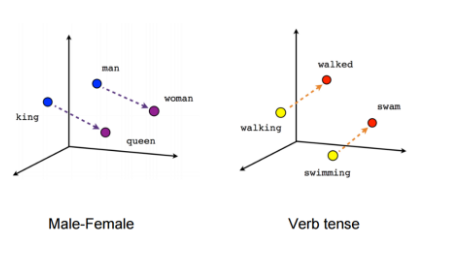 man
woman
king
queen
Male-Female
walked
swam
walking
swimming
Verb tense